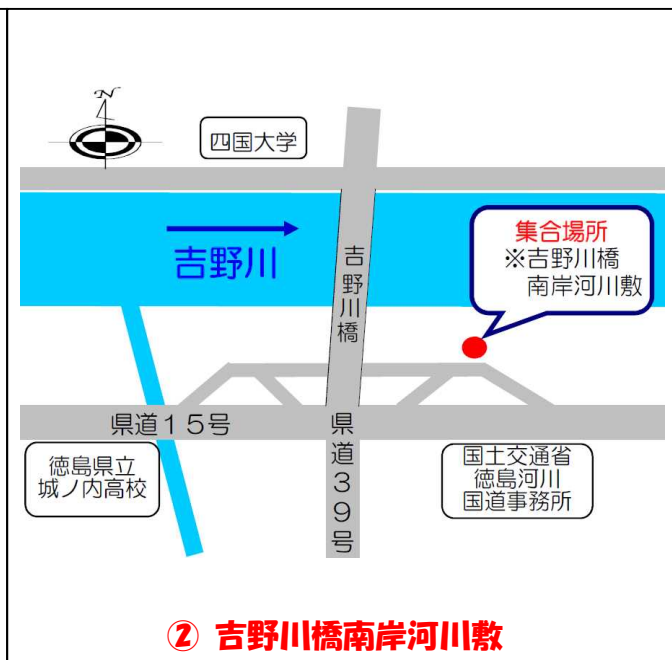 N
四国大学
集合場所
※吉野川橋
南岸河川敷
吉野川
吉野川橋
県道１５号
県道３９号
徳島県立
城ノ内高校
国土交通省
徳島河川
国道事務所
② 吉野川橋南岸河川敷